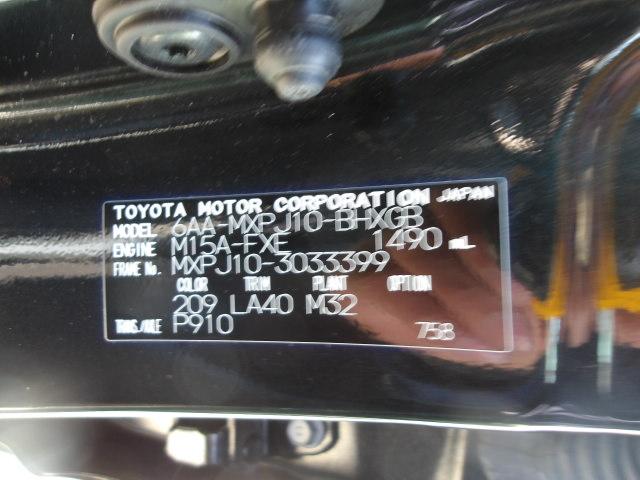 TOYOTA MOTOR CORPORATION JAPAN
MODEL 6AA-MXPJ10-BHXGB
ENGINE M15A-FXE 1490 mL
FRAME No. MXPJ10-3033399
COLOR TRIM PLANT OPTION
209 LA40 M32
TRANS./AXLE P910 758